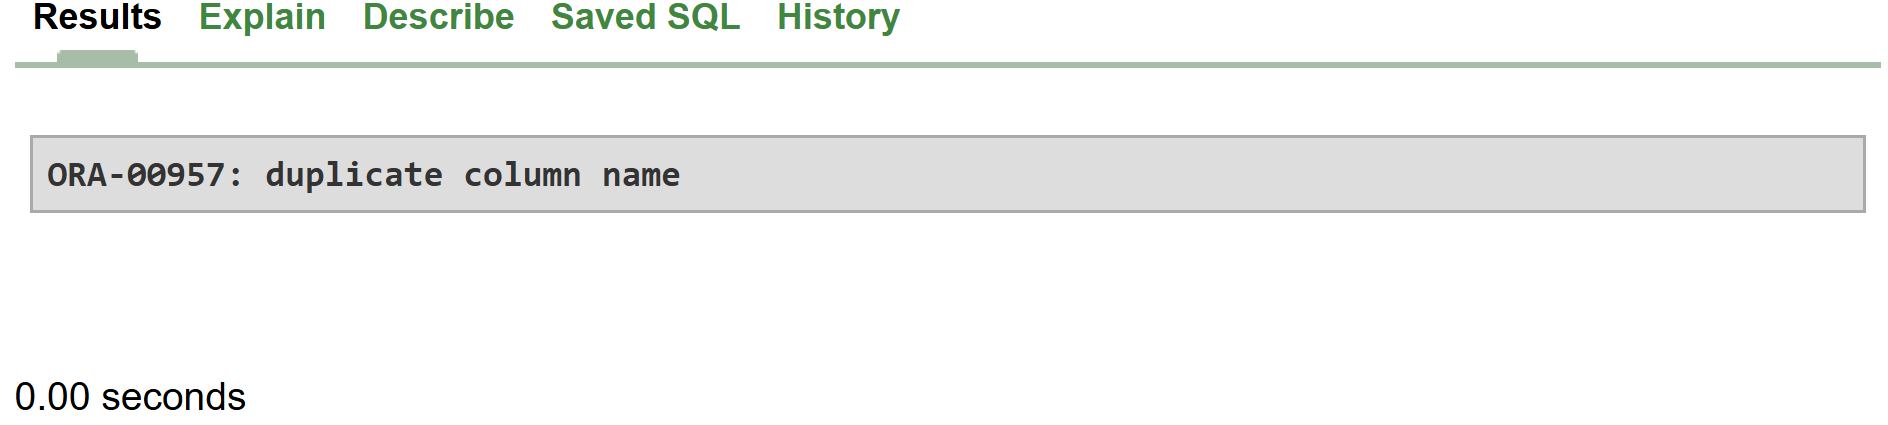 Results Explain Describe Saved SQL History
ORA-00957: duplicate column name
0.00 seconds